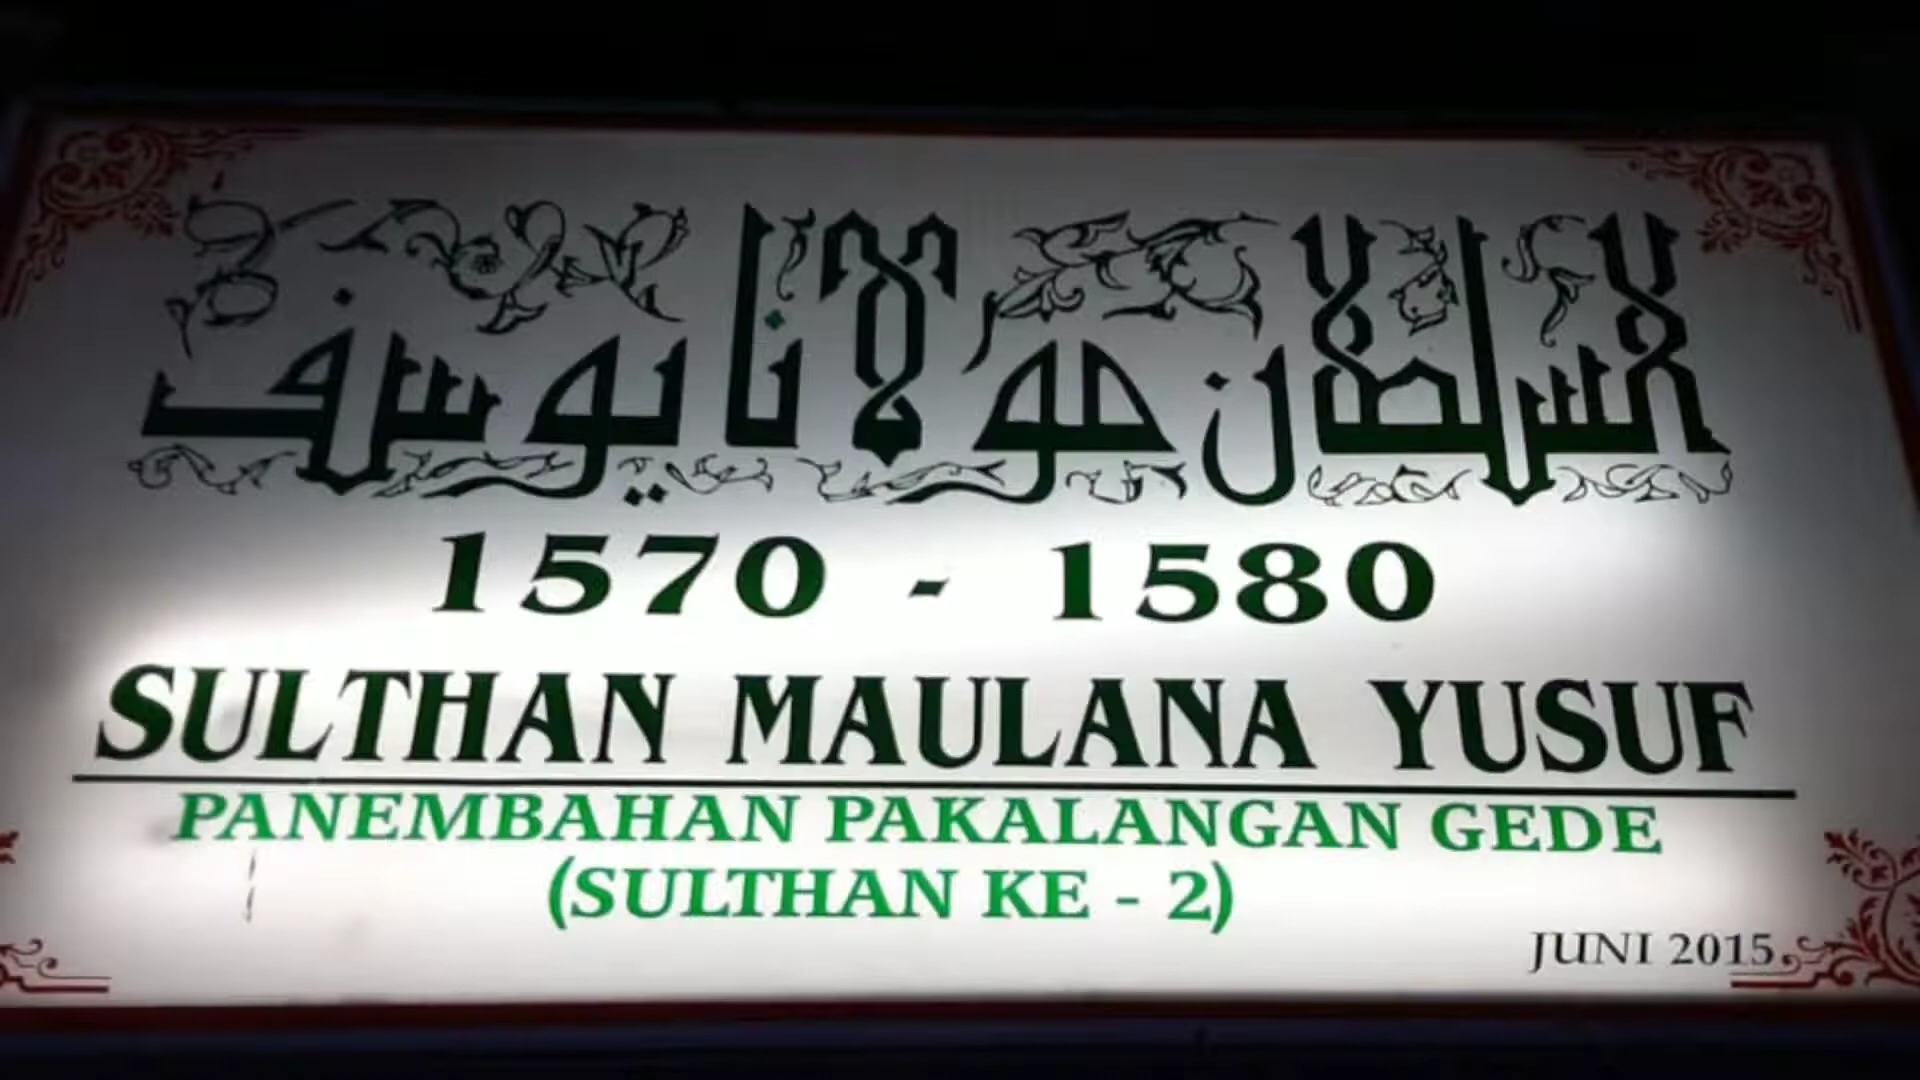 السلطان مولانا يوسف
1570 - 1580
SULTHAN MAULANA YUSUF
PANEMBAHAN PAKALANGAN GEDE
(SULTHAN KE - 2)
JUNI 2015